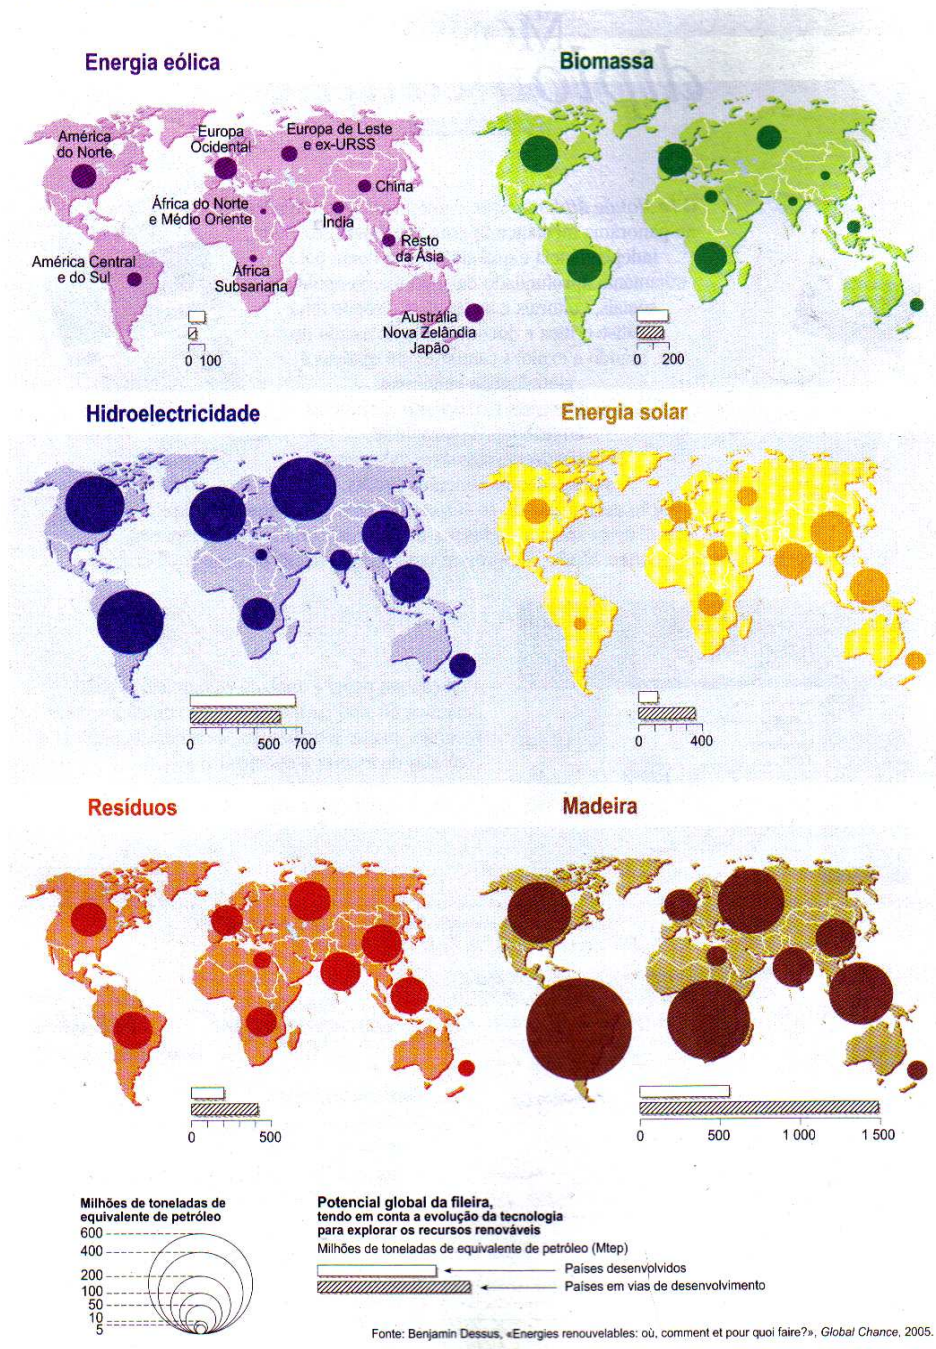 Energia eólica
América
do Norte
Europa
Ocidental
Europa de Leste
e ex-URSS
China
África do Norte
e Médio Oriente
Índia
Resto
da Ásia
América Central
e do Sul
África
Subsariana
Austrália
Nova Zelândia
Japão
0 100
Biomassa
0 200
Hidroelectricidade
0 500 700
Energia solar
0 400
Resíduos
0 500
Madeira
0 500 1 000 1 500
Milhões de toneladas de
equivalente de petróleo
600
400
200
100
50
10
5
Potencial global da fileira,
tendo em conta a evolução da tecnologia
para explorar os recursos renováveis
Milhões de toneladas de equivalente de petróleo (Mtep)
Países desenvolvidos
Países em vias de desenvolvimento
Fonte: Benjamin Dessus, «Energies renouvelables: où, comment et pour quoi faire?», Global Chance, 2005.